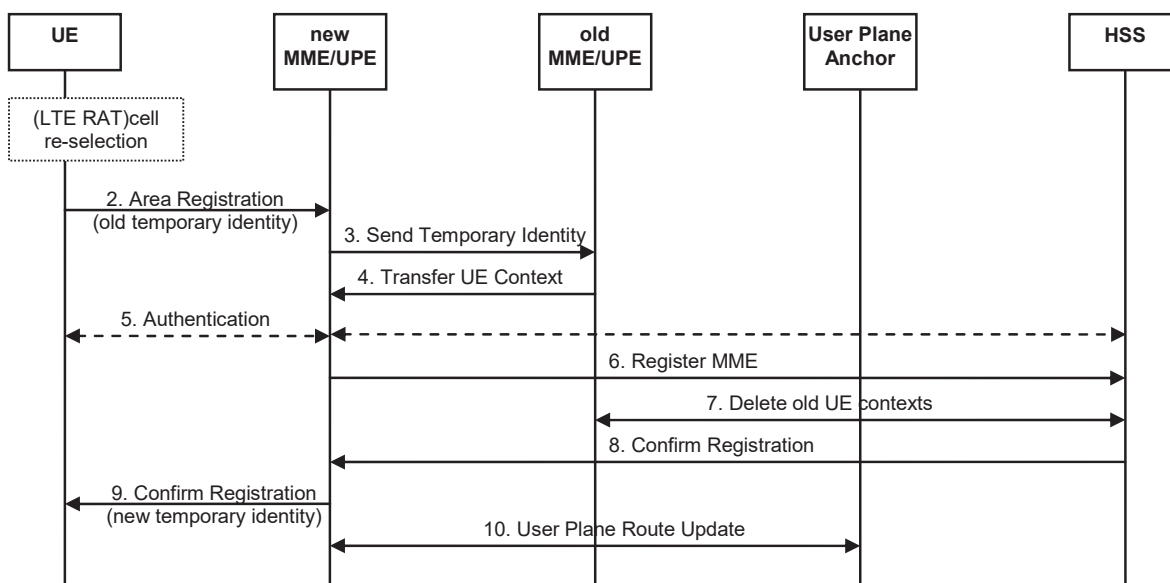 UE
new
MME/UPE
old
MME/UPE
User Plane
Anchor
HSS
(LTE RAT)cell
re-selection
2. Area Registration
(old temporary identity)
3. Send Temporary Identity
4. Transfer UE Context
5. Authentication
6. Register MME
7. Delete old UE contexts
8. Confirm Registration
9. Confirm Registration
(new temporary identity)
10. User Plane Route Update